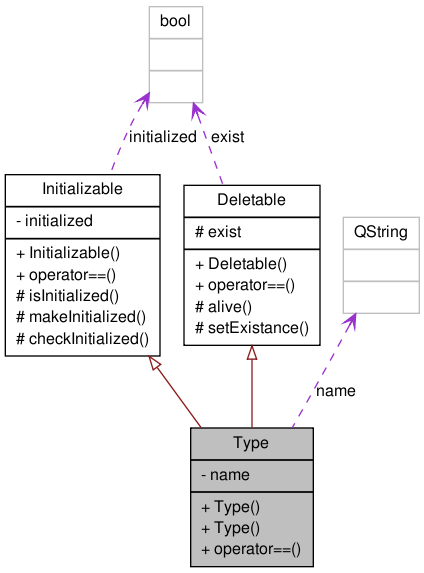 bool
initialized
exist
Initializable
- initialized
+ Initializable()
+ operator==()
# isInitialized()
# makeInitialized()
# checkInitialized()
Deletable
# exist
+ Deletable()
+ operator==()
# alive()
# setExistance()
QString
name
Type
- name
+ Type()
+ Type()
+ operator==()